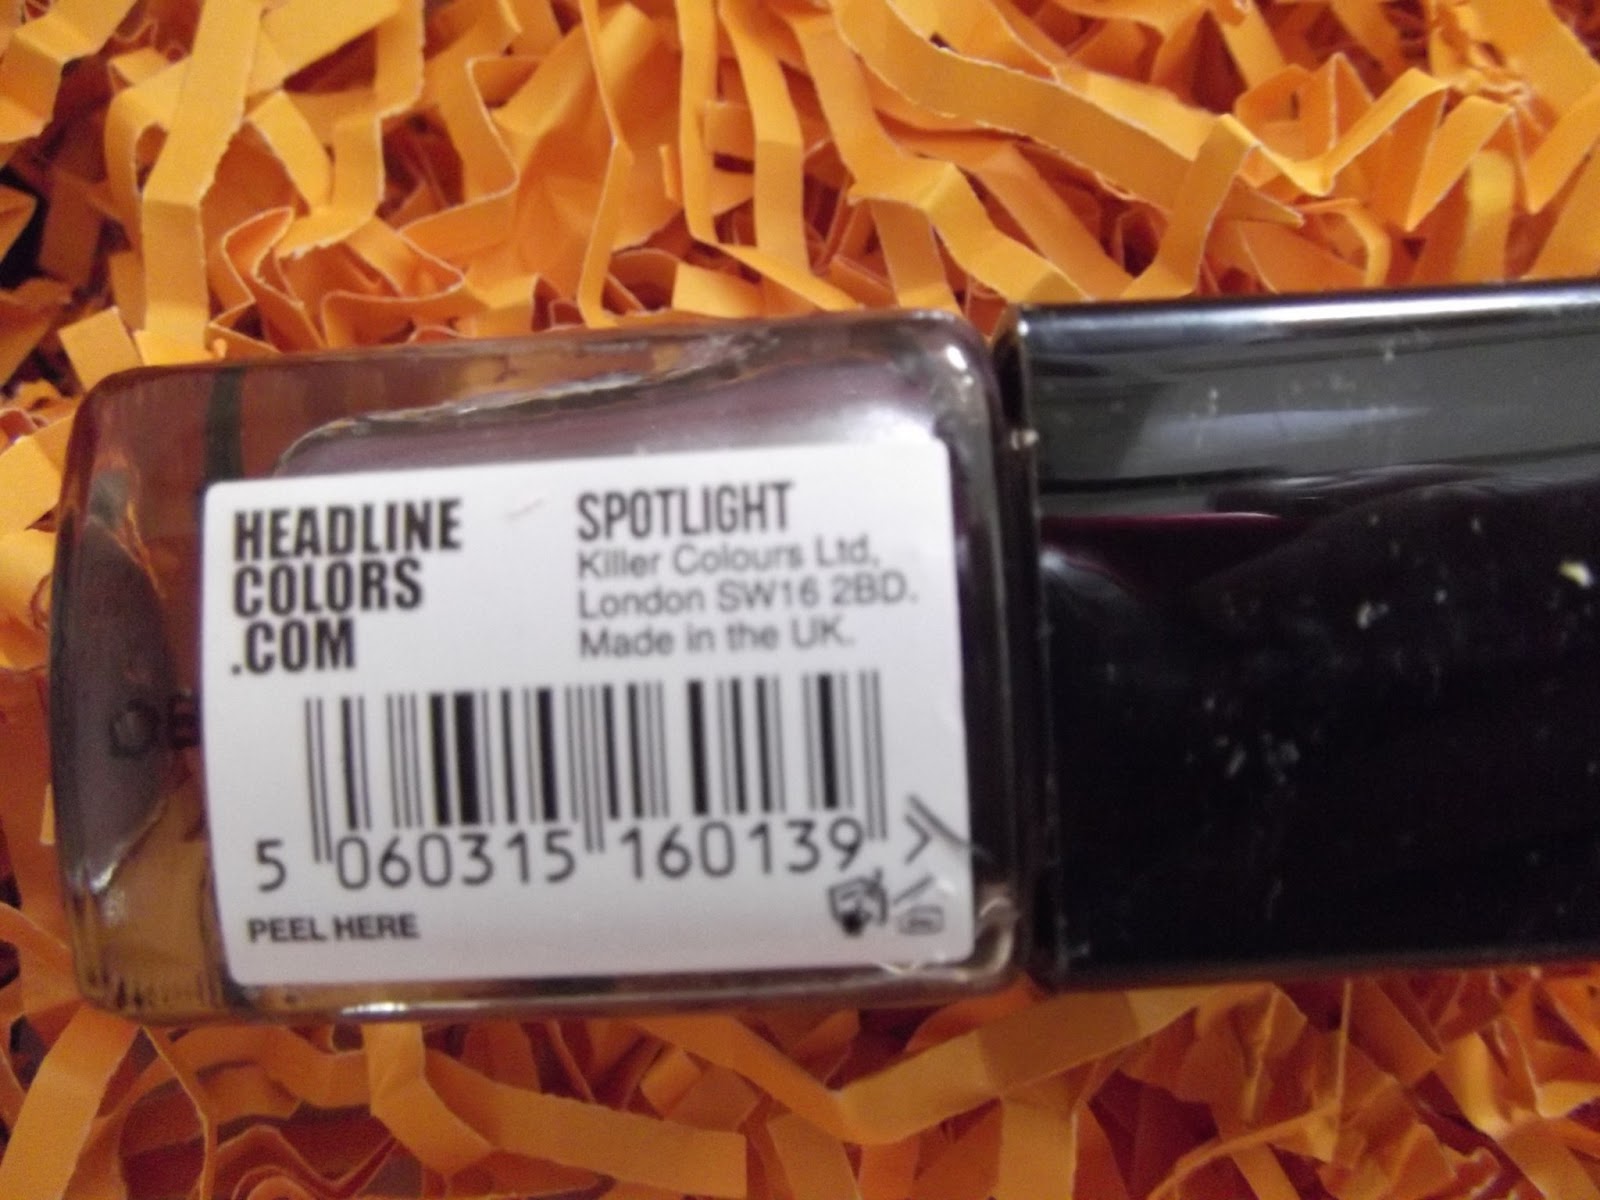 HEADLINE
COLORS
.COM
SPOTLIGHT
Killer Colours Ltd,
London SW16 2BD.
Made in the UK.
5 060315 160139 >
PEEL HERE